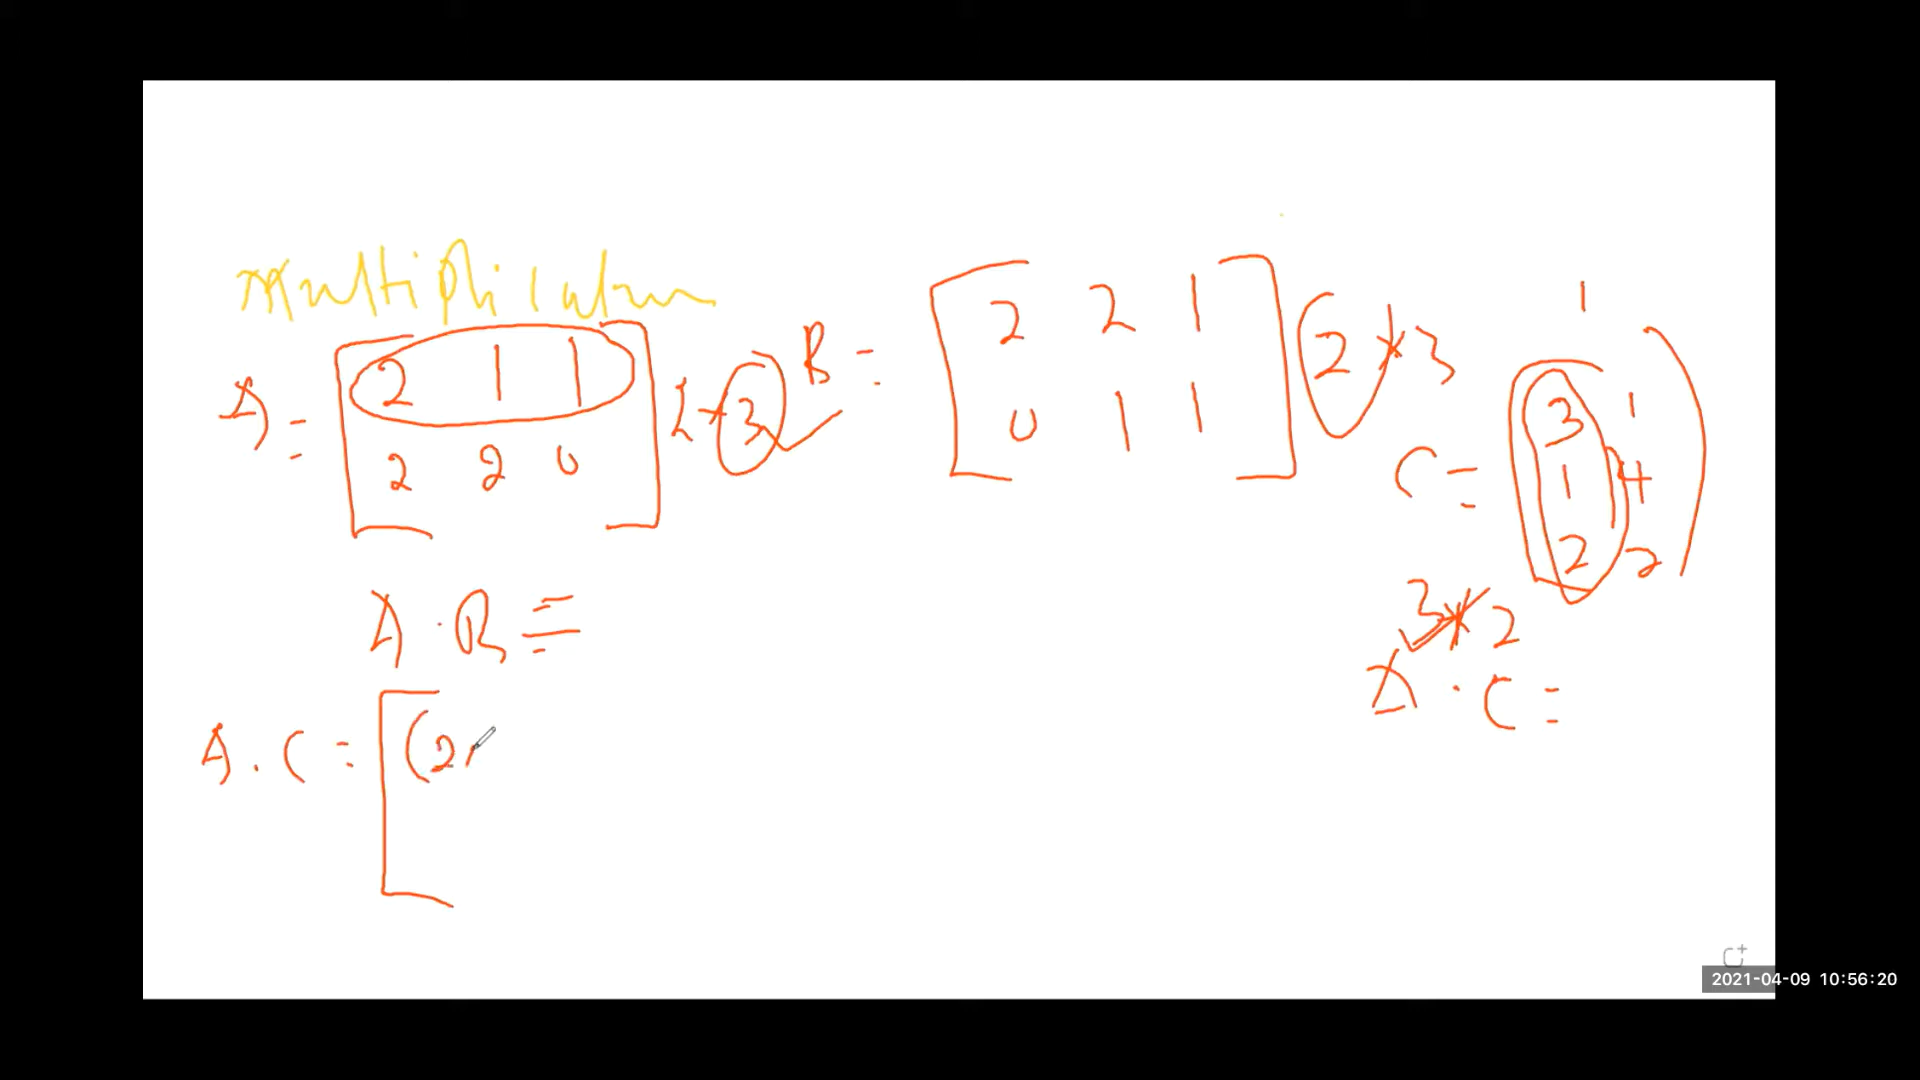 Multiplication
A = [ 2 1 1 ] 2*3
2 2 0
B = [ 2 2 1 ] 2*3
0 1 1
1
C = ( 3 1 )
1 4
2 2
3*2
A . B =
A . C =
A . C = [ (2
2021-04-09 10:56:20